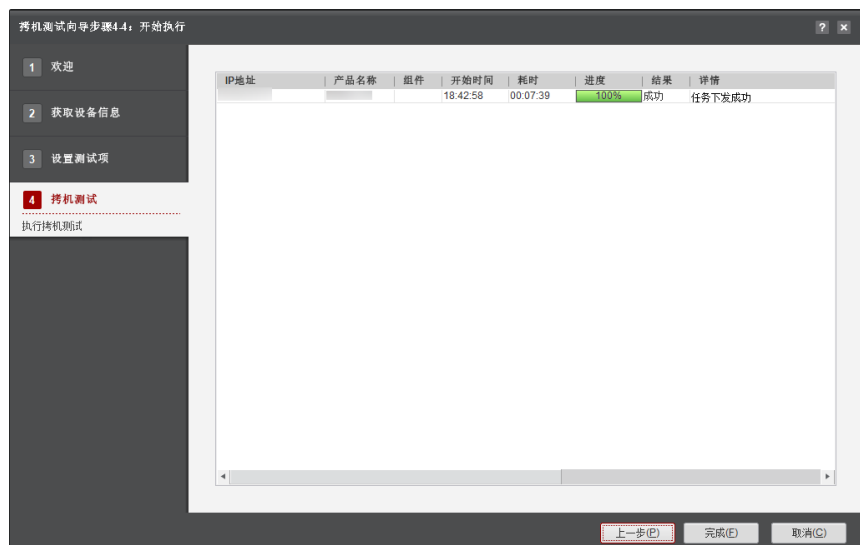 拷机测试向导步骤4-4：开始执行
? ×
1 欢迎
2 获取设备信息
3 设置测试项
4 拷机测试
执行拷机测试
IP地址 产品名称 组件 开始时间 耗时 进度 结果 详情
18:42:58 00:07:39 100% 成功 任务下发成功
上一步(P) 完成(F) 取消(C)